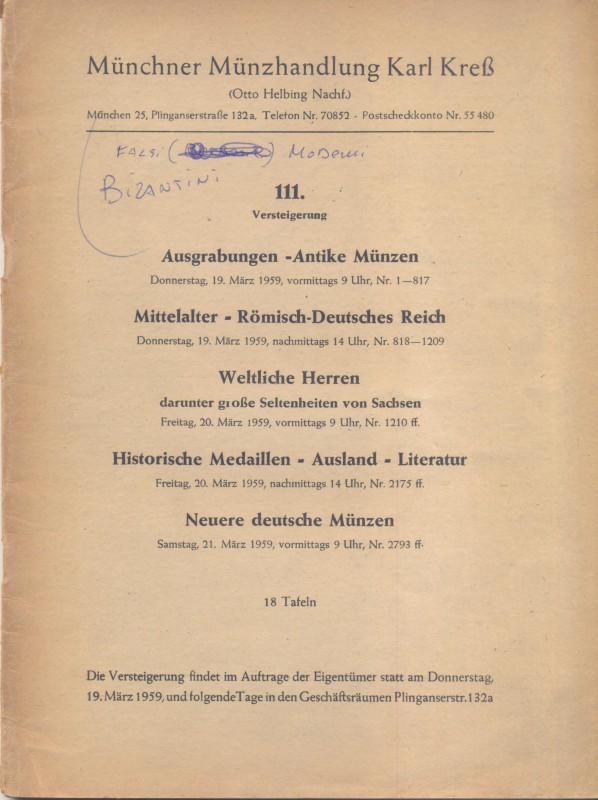 Münchner Münzhandlung Karl Kreß
(Otto Helbing Nachf.)
München 25, Plinganserstraße 132a, Telefon Nr. 70852 - Postscheckkonto Nr. 55 480
FALSI ( ) MODERNI
BIZANTINI
111.
Versteigerung
Ausgrabungen -Antike Münzen
Donnerstag, 19. März 1959, vormittags 9 Uhr, Nr. 1—817
Mittelalter - Römisch-Deutsches Reich
Donnerstag, 19. März 1959, nachmittags 14 Uhr, Nr. 818—1209
Weltliche Herren
darunter große Seltenheiten von Sachsen
Freitag, 20. März 1959, vormittags 9 Uhr, Nr. 1210 ff.
Historische Medaillen - Ausland - Literatur
Freitag, 20. März 1959, nachmittags 14 Uhr, Nr. 2175 ff.
Neuere deutsche Münzen
Samstag, 21. März 1959, vormittags 9 Uhr, Nr. 2793 ff.
18 Tafeln
Die Versteigerung findet im Auftrage der Eigentümer statt am Donnerstag,
19. März 1959, und folgende Tage in den Geschäftsräumen Plinganserstr. 132a